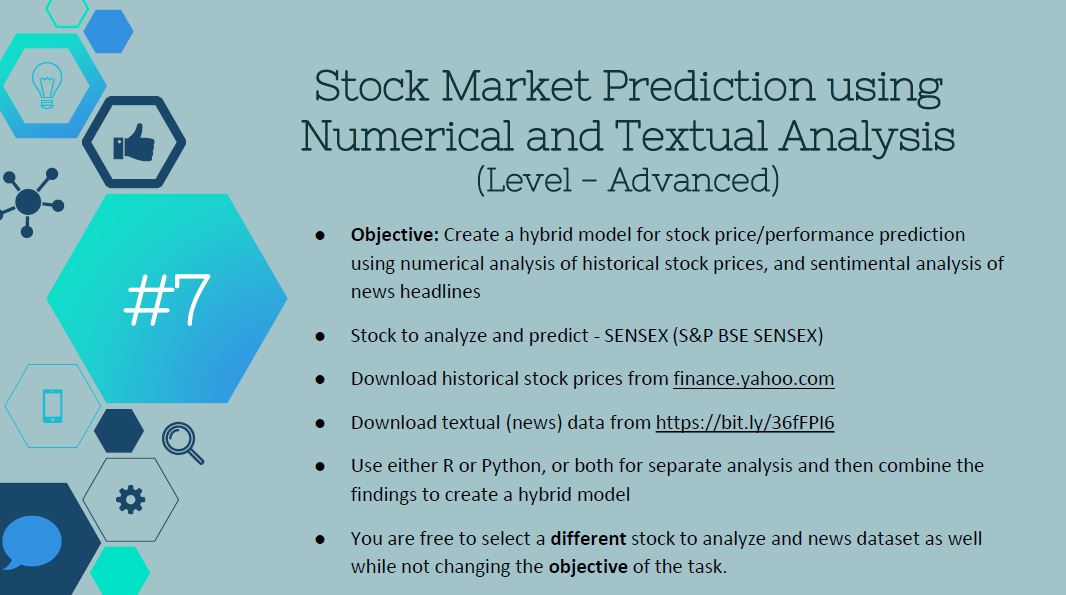 Stock Market Prediction using
Numerical and Textual Analysis
(Level – Advanced)
#7
● Objective: Create a hybrid model for stock price/performance prediction
using numerical analysis of historical stock prices, and sentimental analysis of
news headlines
● Stock to analyze and predict - SENSEX (S&P BSE SENSEX)
● Download historical stock prices from finance.yahoo.com
● Download textual (news) data from https://bit.ly/36fFPI6
● Use either R or Python, or both for separate analysis and then combine the
findings to create a hybrid model
● You are free to select a different stock to analyze and news dataset as well
while not changing the objective of the task.